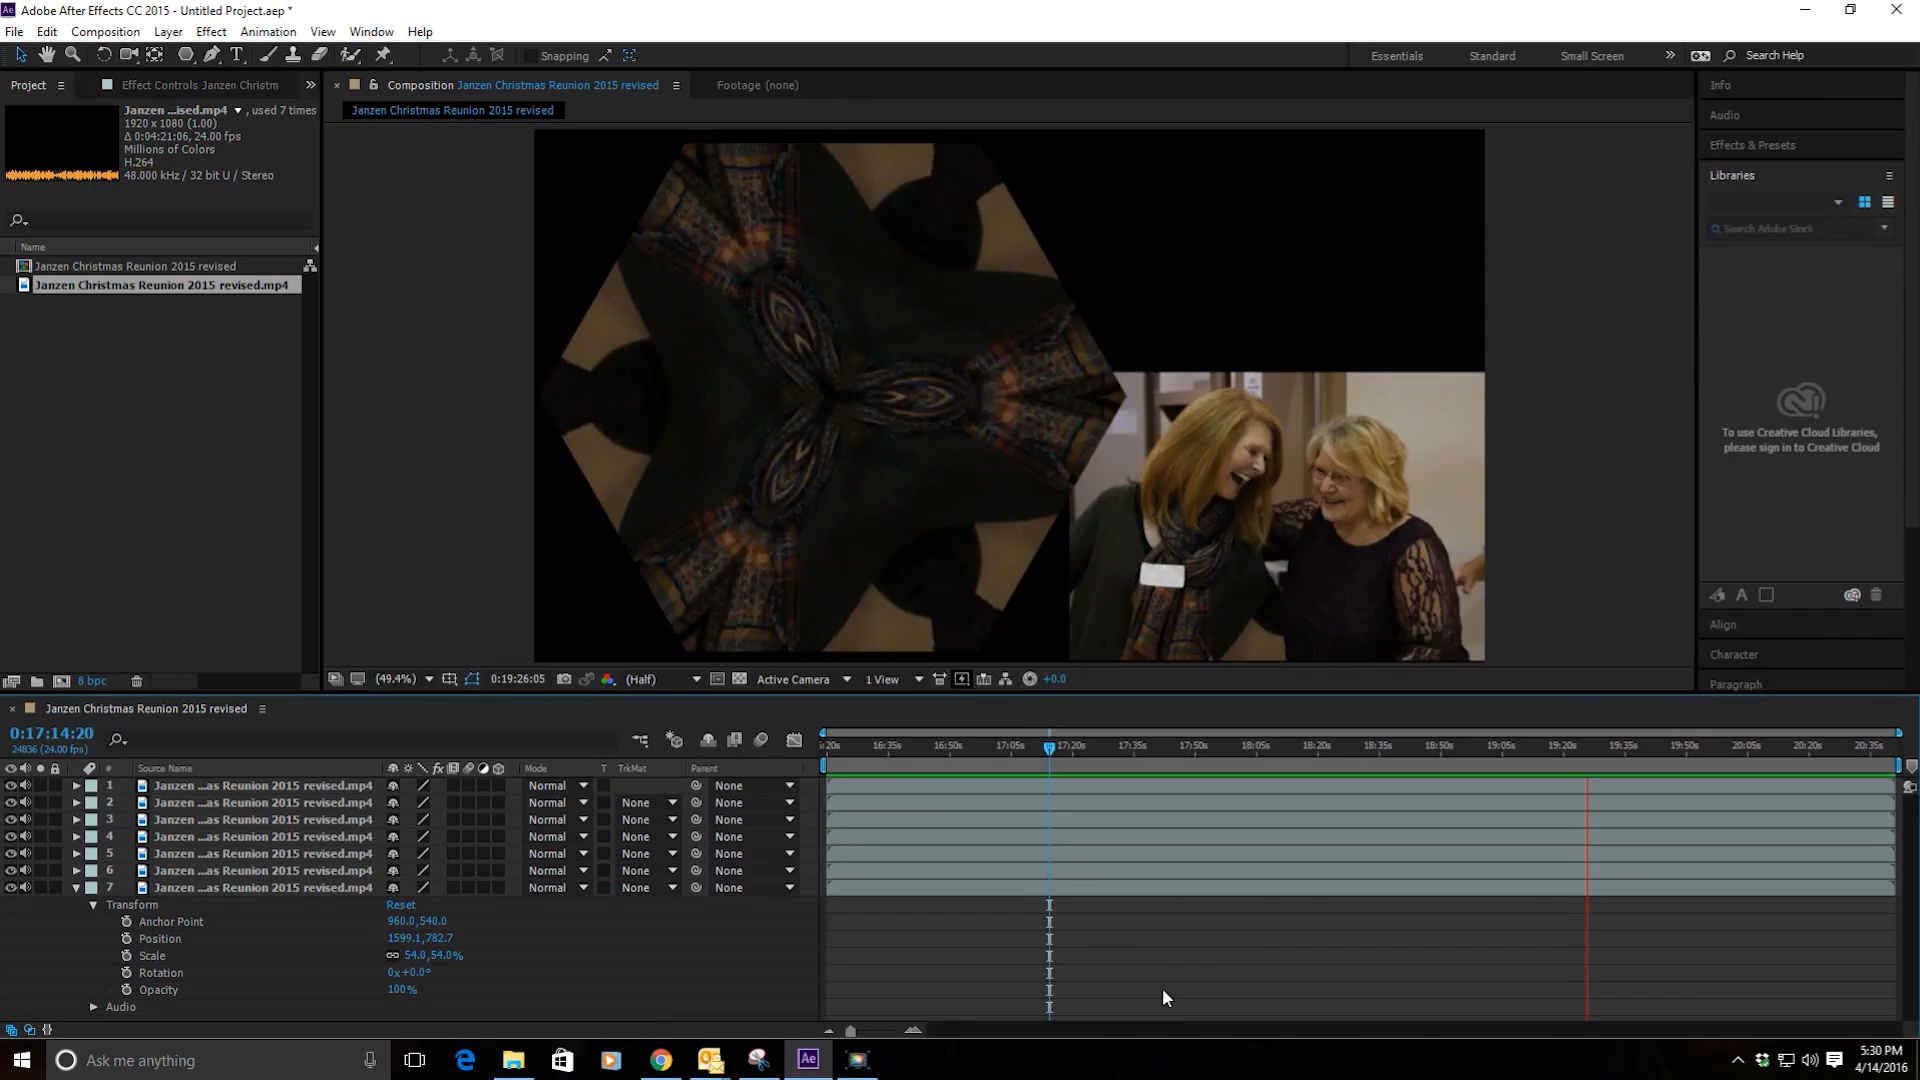 Ae Adobe After Effects CC 2015 - Untitled Project.aep *
File Edit Composition Layer Effect Animation View Window Help
T Snapping Essentials Standard Small Screen » Search Help
Project Effect Controls Janzen Christm » × Composition Janzen Christmas Reunion 2015 revised Footage (none) Info
Janzen ...ised.mp4 , used 7 times
Janzen Christmas Reunion 2015 revised
1920 x 1080 (1.00)
Audio
Δ 0:04:21:06, 24.00 fps
Millions of Colors
Effects & Presets
H.264
48.000 kHz / 32 bit U / Stereo
Libraries
Search Adobe Stock
Name
Janzen Christmas Reunion 2015 revised
Janzen Christmas Reunion 2015 revised.mp4
To use Creative Cloud Libraries,
please sign in to Creative Cloud
A
Align
Character
Paragraph
8 bpc (49.4%) 0:19:26:05 (Half) Active Camera 1 View +0.0
× Janzen Christmas Reunion 2015 revised
0:17:14:20
24836 (24.00 fps)
:20s 16:35s 16:50s 17:05s 17:20s 17:35s 17:50s 18:05s 18:20s 18:35s 18:50s 19:05s 19:20s 19:35s 19:50s 20:05s 20:20s 20:35s
# Source Name fx Mode T TrkMat Parent
1 Janzen ...as Reunion 2015 revised.mp4 Normal None
2 Janzen ...as Reunion 2015 revised.mp4 Normal None None
3 Janzen ...as Reunion 2015 revised.mp4 Normal None None
4 Janzen ...as Reunion 2015 revised.mp4 Normal None None
5 Janzen ...as Reunion 2015 revised.mp4 Normal None None
6 Janzen ...as Reunion 2015 revised.mp4 Normal None None
7 Janzen ...as Reunion 2015 revised.mp4 Normal None None
Transform Reset
Anchor Point 960.0,540.0
Position 1599.1,782.7
Scale 54.0,54.0%
Rotation 0x+0.0°
Opacity 100%
Audio
Ask me anything Ae 5:30 PM
4/14/2016